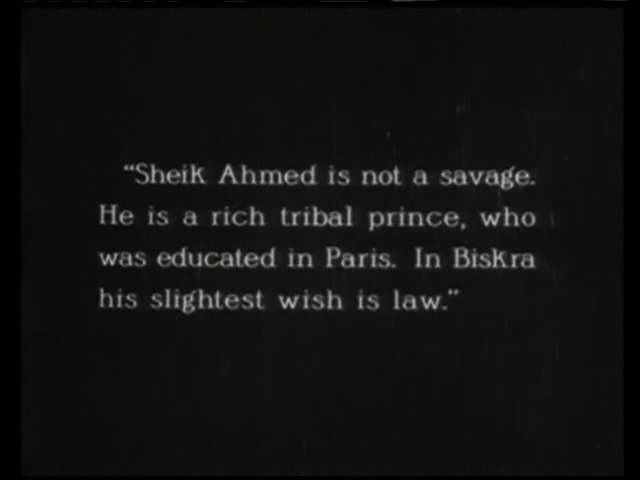 “Sheik Ahmed is not a savage.
He is a rich tribal prince, who
was educated in Paris. In Biskra
his slightest wish is law.”